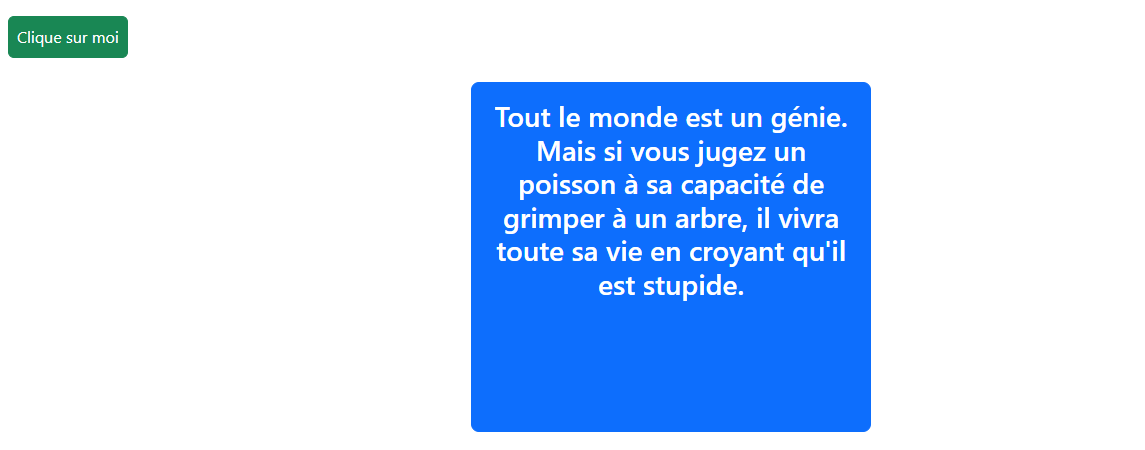 Clique sur moi
Tout le monde est un génie.
Mais si vous jugez un
poisson à sa capacité de
grimper à un arbre, il vivra
toute sa vie en croyant qu'il
est stupide.